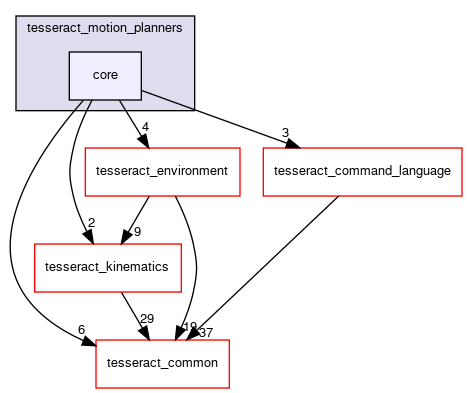 tesseract_motion_planners
core
4
3
tesseract_environment
tesseract_command_language
2
9
tesseract_kinematics
29
19
37
6
tesseract_common